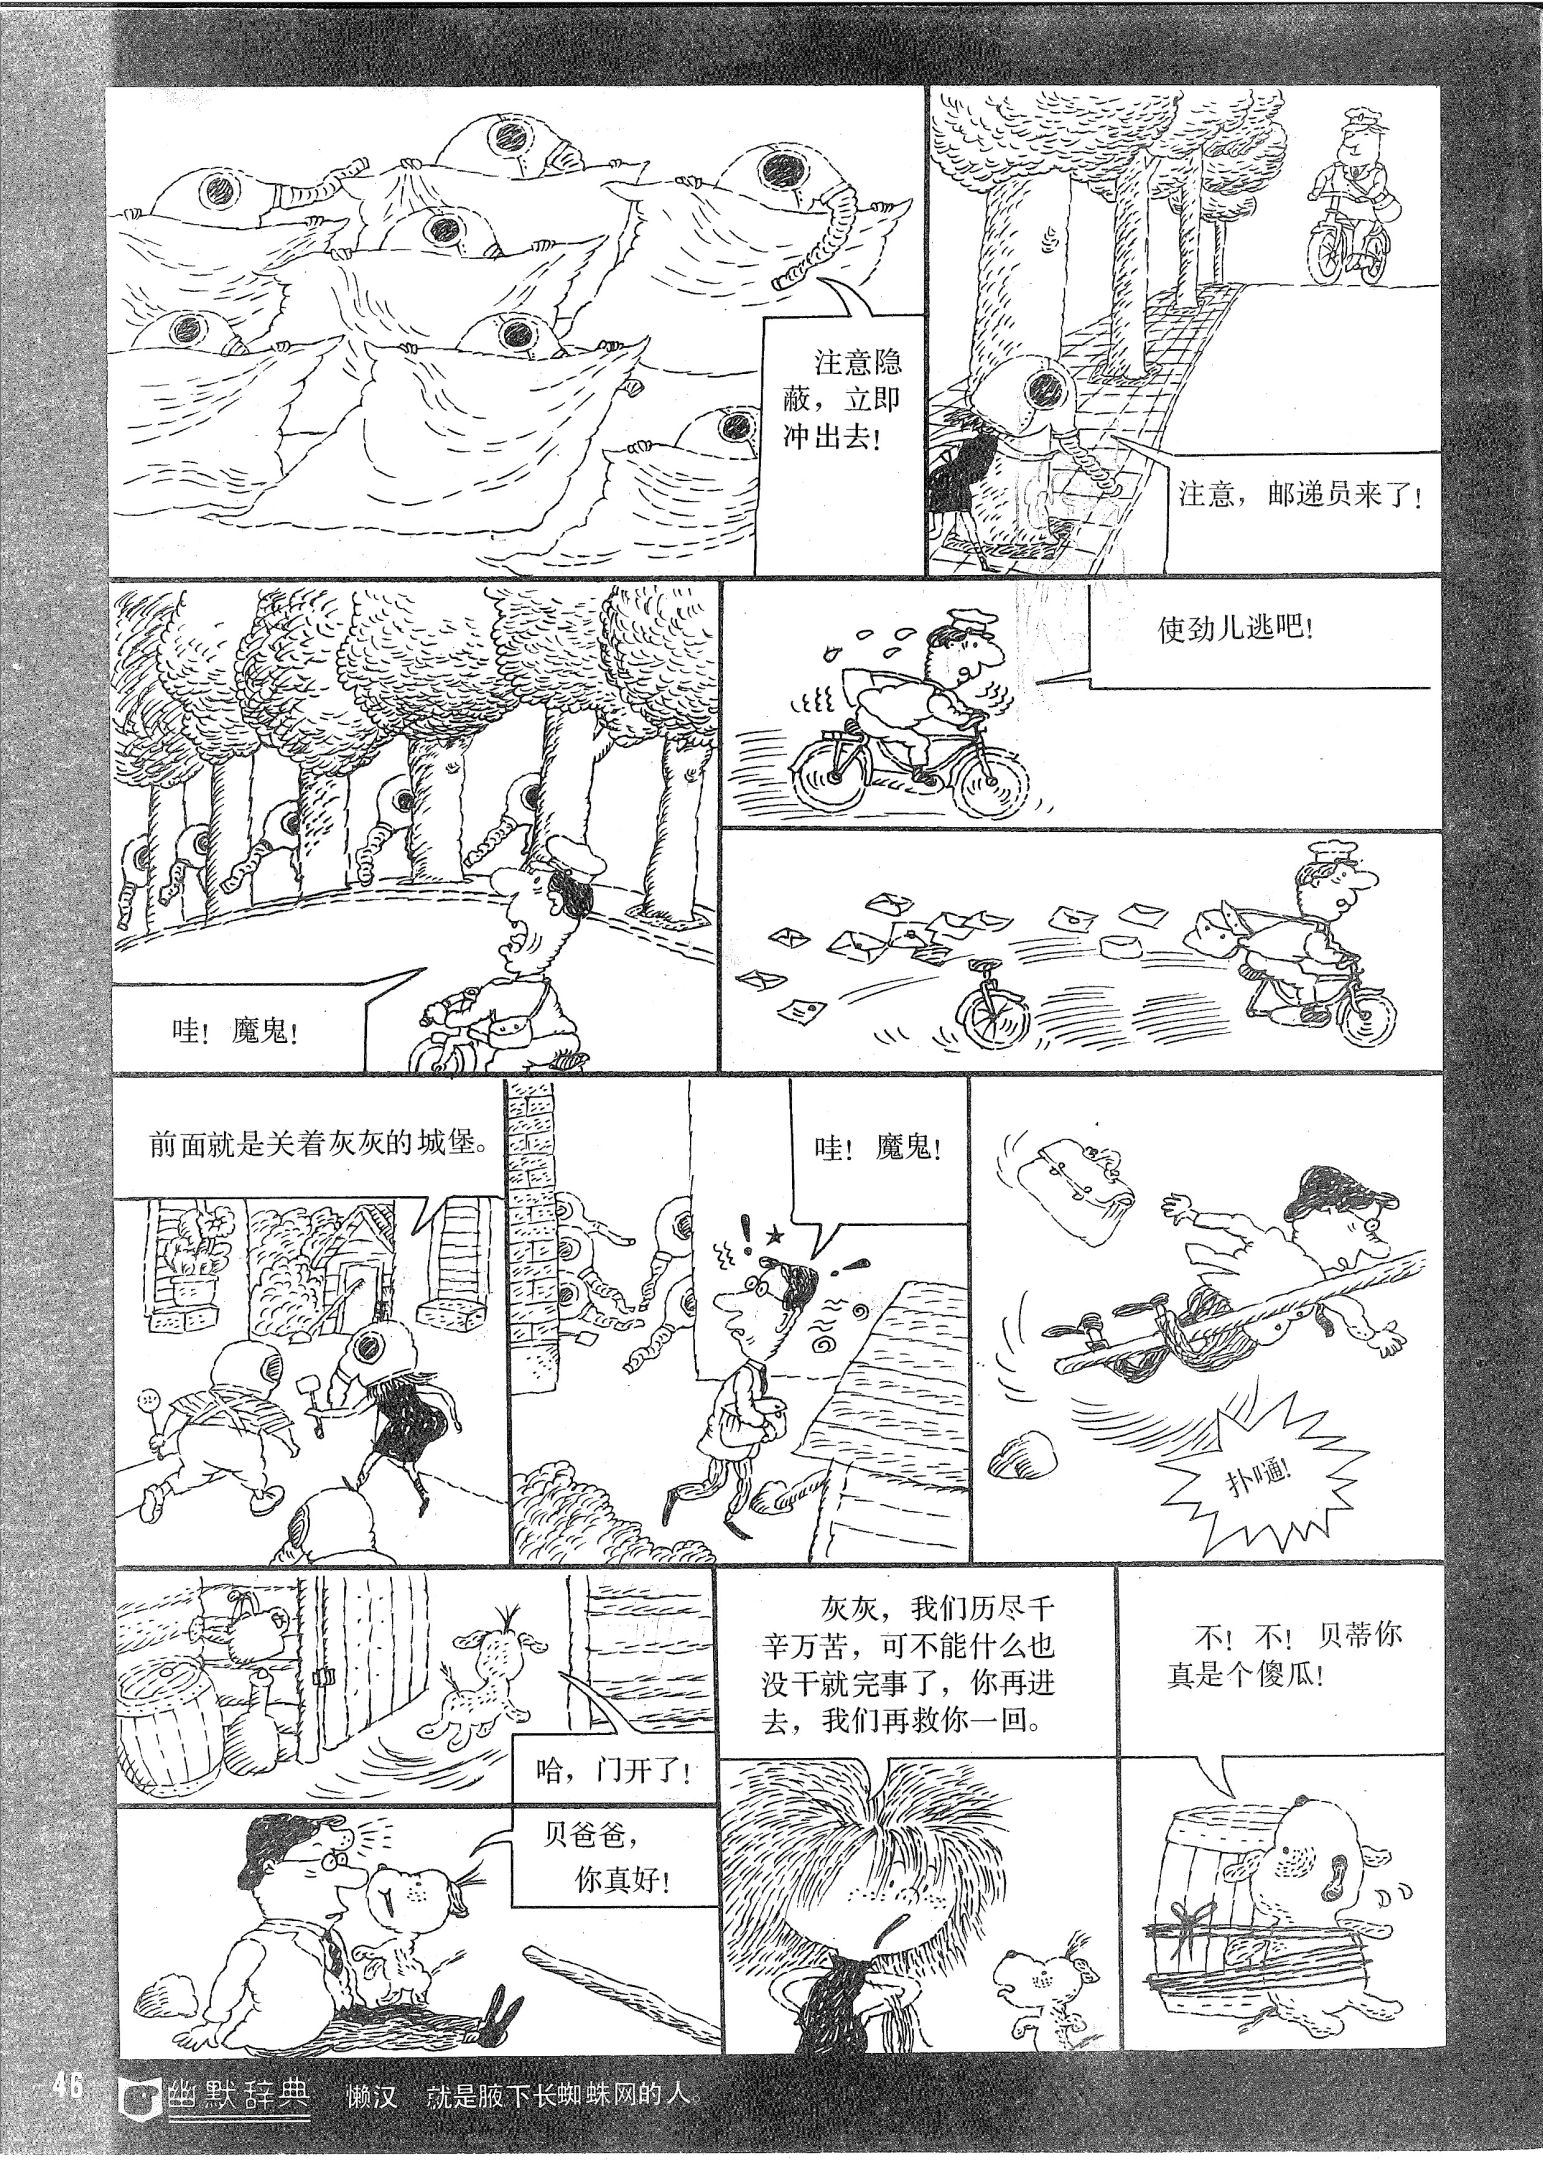 注意隐
蔽，立即
冲出去！
注意，邮递员来了！
哇！魔鬼！
使劲儿逃吧！
前面就是关着灰灰的城堡。
哇！魔鬼！
扑嗵！
哈，门开了！
贝爸爸，
你真好！
灰灰，我们历尽千
辛万苦，可不能什么也
没干就完事了，你再进
去，我们再救你一回。
不！不！贝蒂你
真是个傻瓜！
46
幽默辞典 懒汉 就是腋下长蜘蛛网的人。